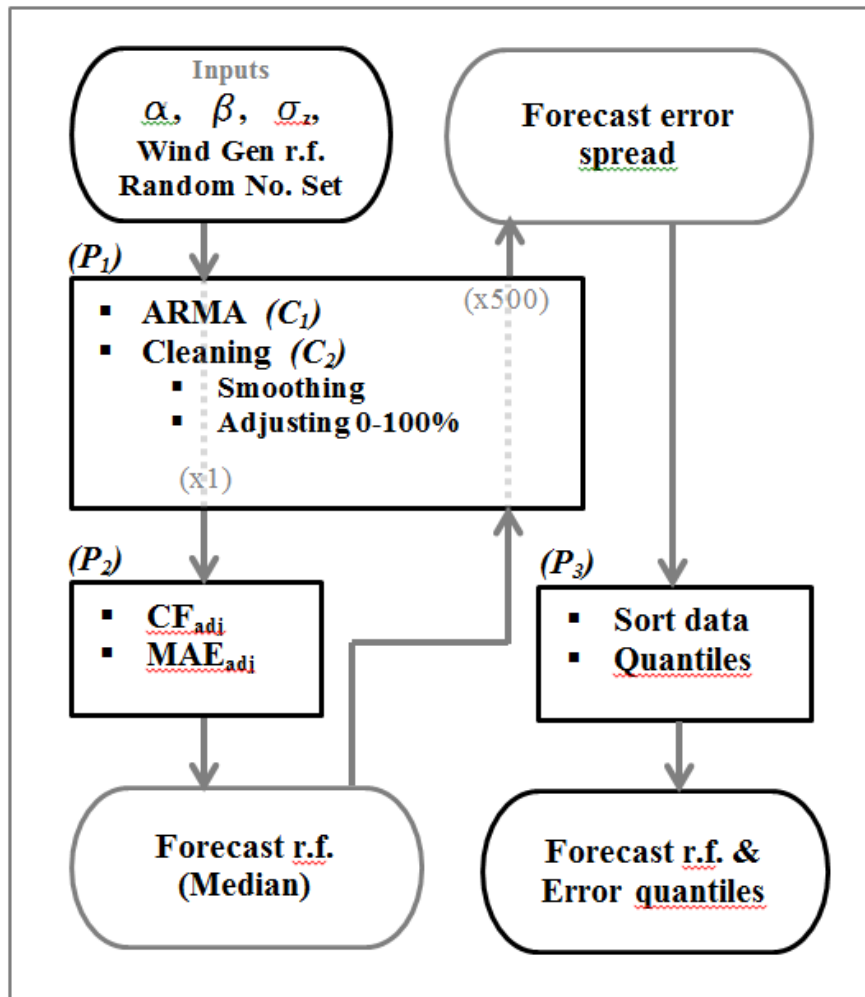 Inputs
α, β, σz,
Wind Gen r.f.
Random No. Set
Forecast error
spread
(P1)
(x500)
▪ ARMA (C1)
▪ Cleaning (C2)
▪ Smoothing
▪ Adjusting 0-100%
(x1)
(P2)
▪ CFadj
▪ MAEadj
(P3)
▪ Sort data
▪ Quantiles
Forecast r.f.
(Median)
Forecast r.f. &
Error quantiles